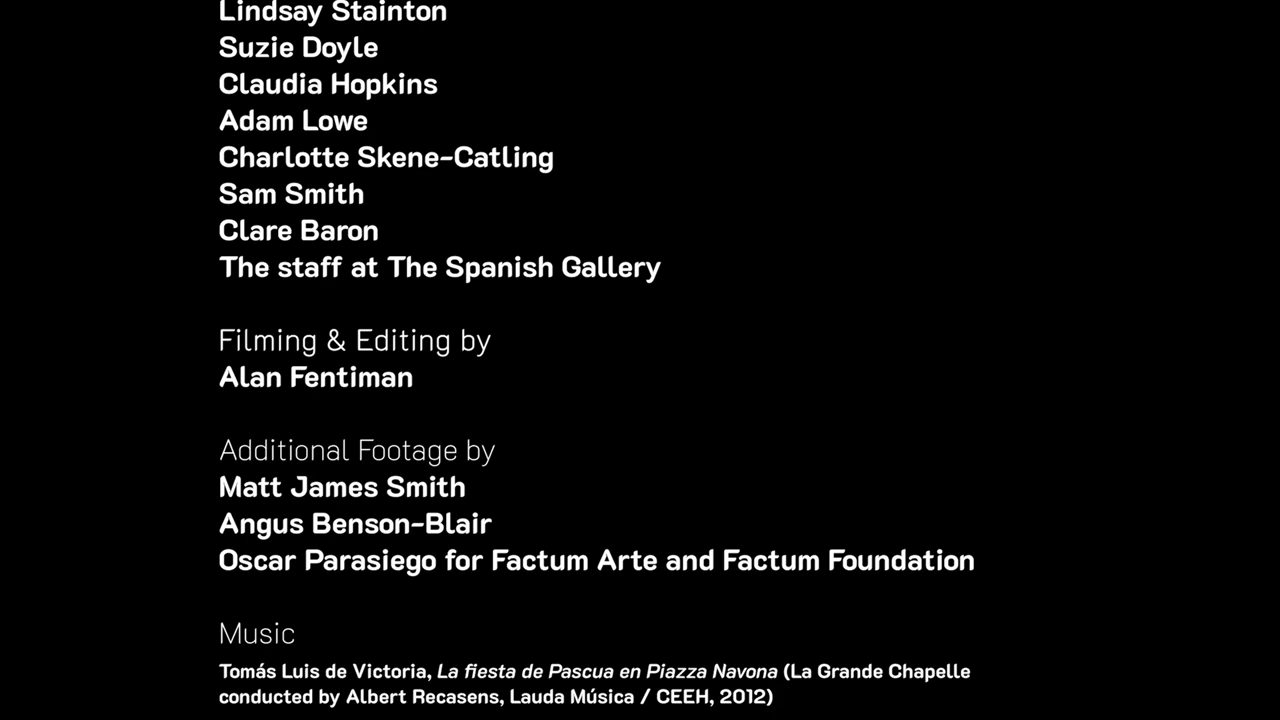 Lindsay Stainton
Suzie Doyle
Claudia Hopkins
Adam Lowe
Charlotte Skene-Catling
Sam Smith
Clare Baron
The staff at The Spanish Gallery
Filming & Editing by
Alan Fentiman
Additional Footage by
Matt James Smith
Angus Benson-Blair
Oscar Parasiego for Factum Arte and Factum Foundation
Music
Tomás Luis de Victoria, La fiesta de Pascua en Piazza Navona (La Grande Chapelle
conducted by Albert Recasens, Lauda Música / CEEH, 2012)